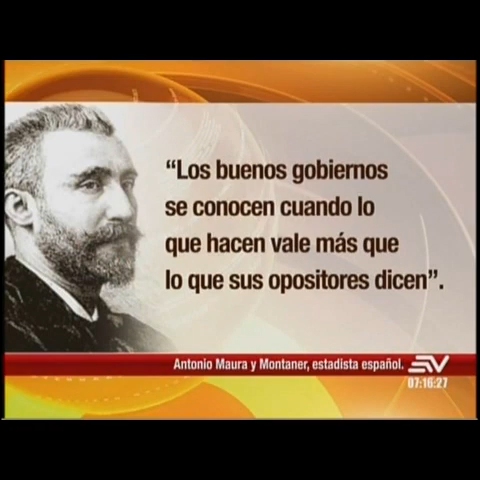 “Los buenos gobiernos
se conocen cuando lo
que hacen vale más que
lo que sus opositores dicen”.
Antonio Maura y Montaner, estadista español.
07:16:27